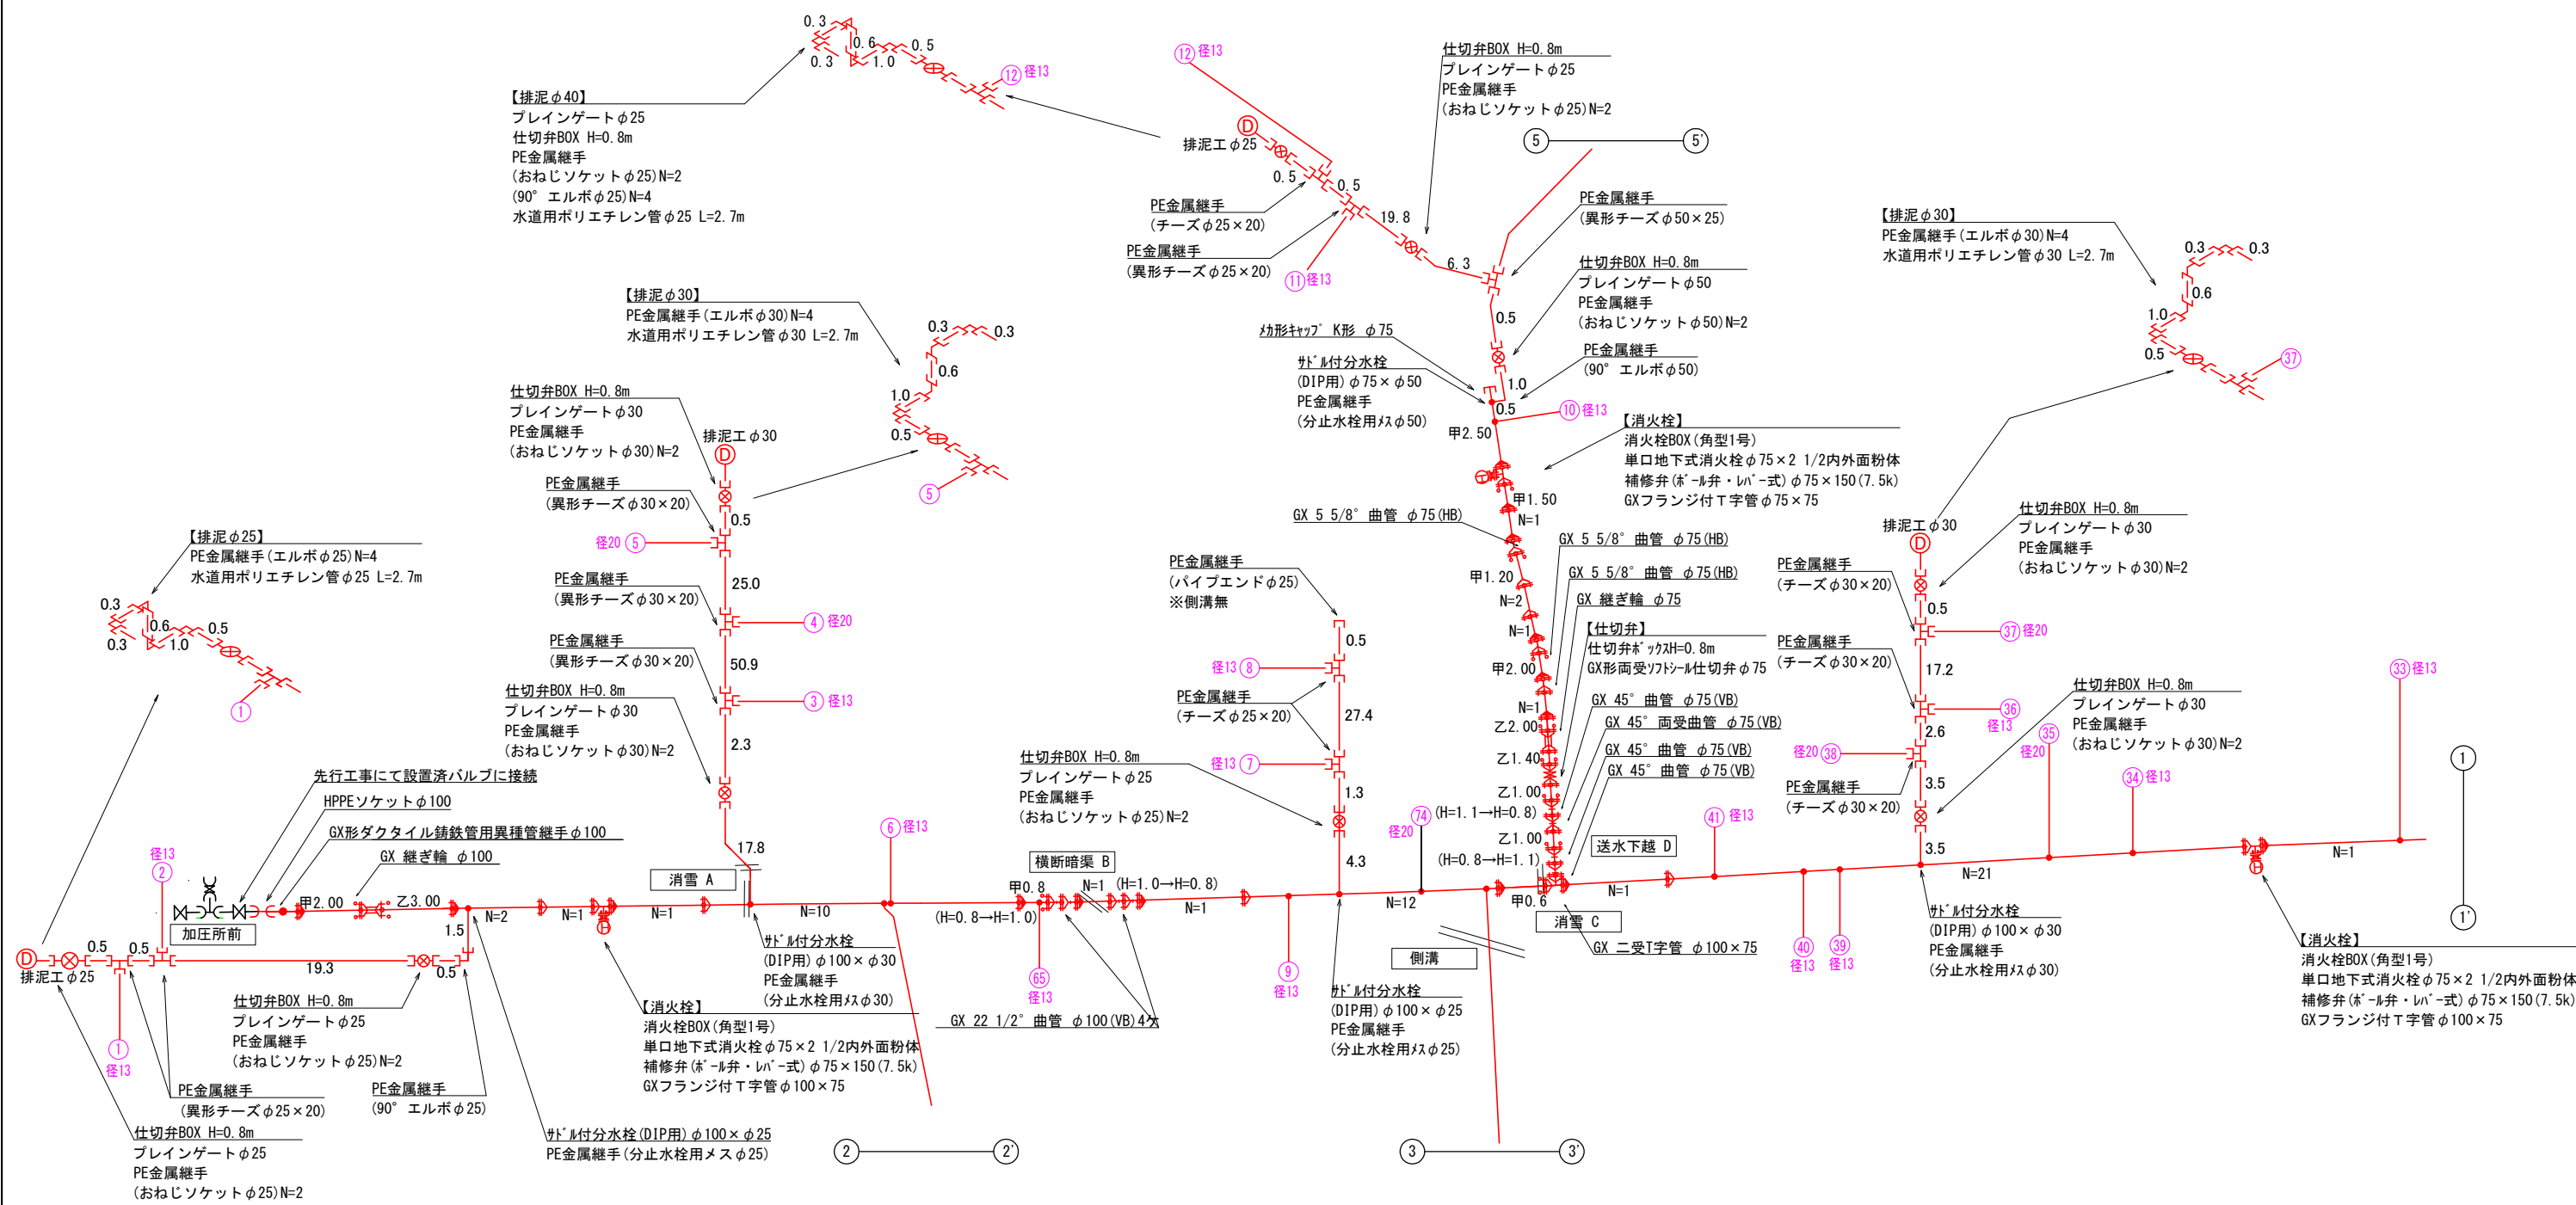 0.3
0.6
0.5
0.3
1.0
⑫径13
【排泥φ40】
プレインゲートφ25
仕切弁BOX H=0.8m
PE金属継手
(おねじソケットφ25)N=2
(90°エルボφ25)N=4
水道用ポリエチレン管φ25 L=2.7m
⑫径13
D
排泥工φ25
0.5
0.5
PE金属継手
(チーズφ25×20)
PE金属継手
(異形チーズφ25×20)
⑪径13
19.8
6.3
仕切弁BOX H=0.8m
プレインゲートφ25
PE金属継手
(おねじソケットφ25)N=2
5
5'
PE金属継手
(異形チーズφ50×25)
仕切弁BOX H=0.8m
プレインゲートφ50
PE金属継手
(おねじソケットφ50)N=2
PE金属継手
(90°エルボφ50)
0.5
1.0
0.5
⑩径13
メカ形キャップ K形 φ75
サドル付分水栓
(DIP用)φ75×φ50
PE金属継手
(分止水栓用メスφ50)
甲2.50
【消火栓】
消火栓BOX(角型1号)
単口地下式消火栓φ75×2 1/2内外面粉体
補修弁(ボール弁・レバー式)φ75×150(7.5k)
GXフランジ付T字管φ75×75
甲1.50
N=1
GX 5 5/8°曲管 φ75(HB)
GX 5 5/8°曲管 φ75(HB)
GX 5 5/8°曲管 φ75(HB)
GX 継ぎ輪 φ75
甲1.20
N=2
N=1
甲2.00
N=1
【仕切弁】
仕切弁ボックスH=0.8m
GX形両受ソフトシール仕切弁φ75
乙2.00
乙1.40
乙1.00
(H=1.1→H=0.8)
乙1.00
(H=0.8→H=1.1)
GX 45°曲管 φ75(VB)
GX 45°両受曲管 φ75(VB)
GX 45°曲管 φ75(VB)
GX 45°曲管 φ75(VB)
【排泥φ30】
PE金属継手(エルボφ30)N=4
水道用ポリエチレン管φ30 L=2.7m
0.3
0.3
0.6
1.0
0.5
㊲
【排泥φ30】
PE金属継手(エルボφ30)N=4
水道用ポリエチレン管φ30 L=2.7m
0.3
0.3
0.6
1.0
0.5
⑤
仕切弁BOX H=0.8m
プレインゲートφ30
PE金属継手
(おねじソケットφ30)N=2
排泥工φ30
D
PE金属継手
(異形チーズφ30×20)
0.5
径20⑤
25.0
PE金属継手
(異形チーズφ30×20)
④径20
50.9
PE金属継手
(異形チーズφ30×20)
③径13
仕切弁BOX H=0.8m
プレインゲートφ30
PE金属継手
(おねじソケットφ30)N=2
2.3
17.8
【排泥φ25】
PE金属継手(エルボφ25)N=4
水道用ポリエチレン管φ25 L=2.7m
0.3
0.6
0.5
0.3
1.0
①
PE金属継手
(パイプエンドφ25)
※側溝無
0.5
径13⑧
PE金属継手
(チーズφ25×20)
27.4
径13⑦
1.3
仕切弁BOX H=0.8m
プレインゲートφ25
PE金属継手
(おねじソケットφ25)N=2
4.3
仕切弁BOX H=0.8m
プレインゲートφ30
PE金属継手
(おねじソケットφ30)N=2
排泥工φ30
D
PE金属継手
(チーズφ30×20)
0.5
㊲径20
17.2
PE金属継手
(チーズφ30×20)
㊱
径13
2.6
径20㊳
PE金属継手
(チーズφ30×20)
3.5
3.5
仕切弁BOX H=0.8m
プレインゲートφ30
PE金属継手
(おねじソケットφ30)N=2
㉟
径20
㉞径13
㉝径13
1
1'
先行工事にて設置済バルブに接続
HPPEソケットφ100
GX形ダクタイル鋳鉄管用異種管継手φ100
GX 継ぎ輪 φ100
径13
②
加圧所前
甲2.00
乙3.00
N=2
N=1
N=1
消雪 A
N=10
⑥径13
横断暗渠 B
甲0.8
(H=0.8→H=1.0)
N=1
(H=1.0→H=0.8)
N=1
N=12
74
径20
甲0.6
消雪 C
送水下越 D
N=1
㊶径13
N=21
N=1
D
排泥工φ25
0.5
0.5
19.3
0.5
1.5
①
径13
仕切弁BOX H=0.8m
プレインゲートφ25
PE金属継手
(おねじソケットφ25)N=2
PE金属継手
(異形チーズφ25×20)
PE金属継手
(90°エルボφ25)
仕切弁BOX H=0.8m
プレインゲートφ25
PE金属継手
(おねじソケットφ25)N=2
サドル付分水栓(DIP用)φ100×φ25
PE金属継手(分止水栓用メスφ25)
H
【消火栓】
消火栓BOX(角型1号)
単口地下式消火栓φ75×2 1/2内外面粉体
補修弁(ボール弁・レバー式)φ75×150(7.5k)
GXフランジ付T字管φ100×75
サドル付分水栓
(DIP用)φ100×φ30
PE金属継手
(分止水栓用メスφ30)
65
径13
GX 22 1/2°曲管 φ100(VB)4ケ
⑨
径13
サドル付分水栓
(DIP用)φ100×φ25
PE金属継手
(分止水栓用メスφ25)
側溝
GX 二受T字管 φ100×75
㊵
径13
㊴
径13
サドル付分水栓
(DIP用)φ100×φ30
PE金属継手
(分止水栓用メスφ30)
H
【消火栓】
消火栓BOX(角型1号)
単口地下式消火栓φ75×2 1/2内外面粉体
補修弁(ボール弁・レバー式)φ75×150(7.5k)
GXフランジ付T字管φ100×75
2
2'
3
3'